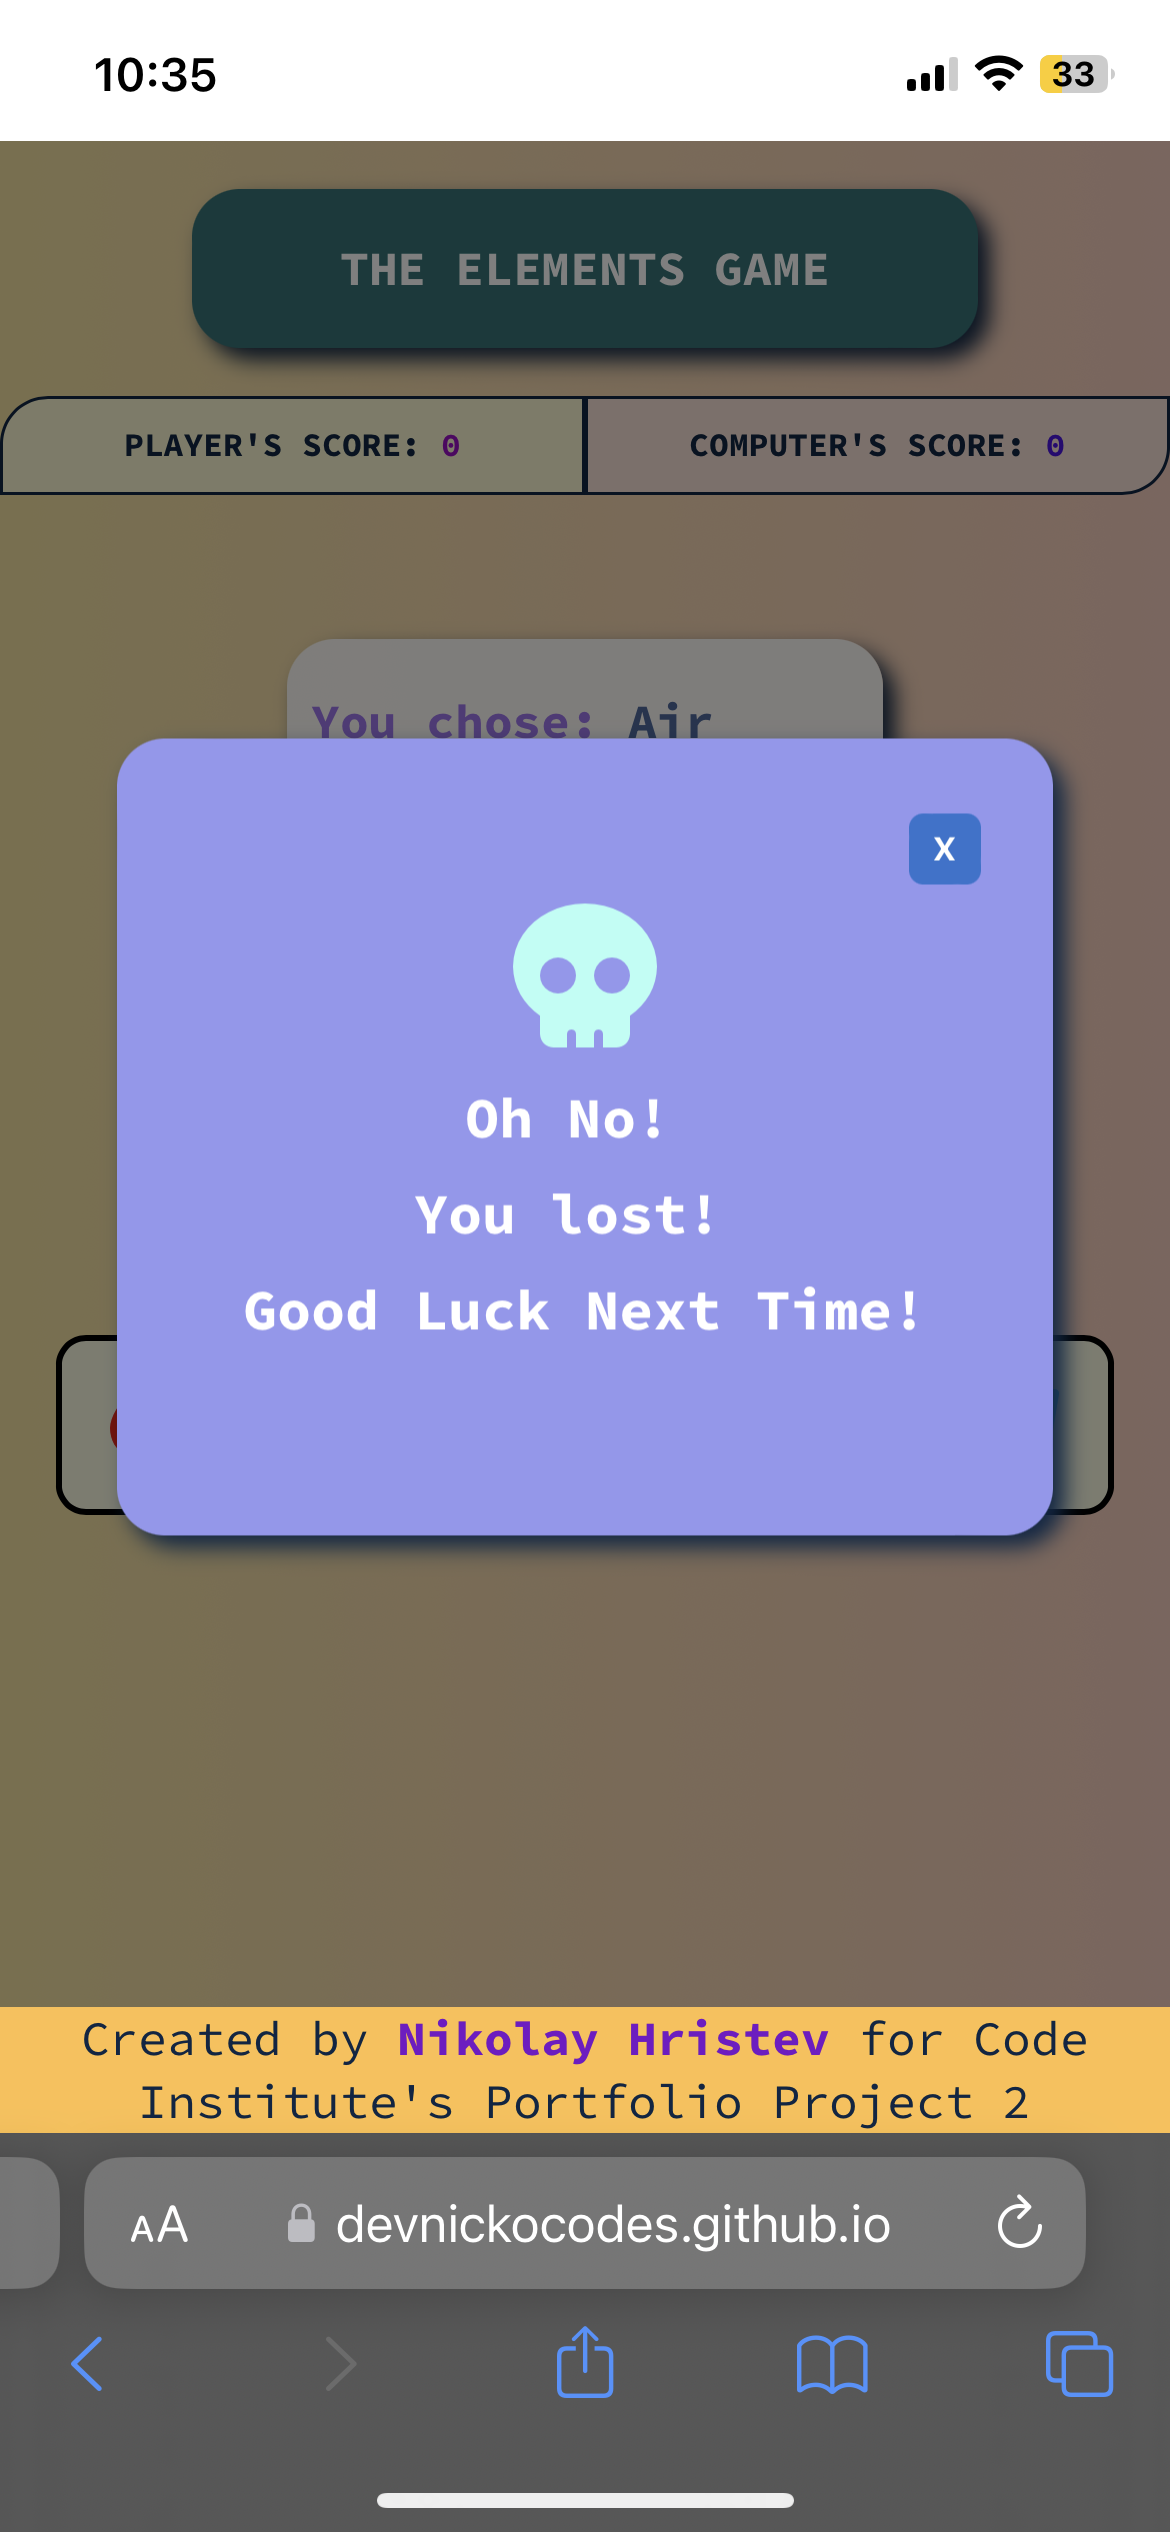 10:35
33
THE ELEMENTS GAME
PLAYER'S SCORE: 0
COMPUTER'S SCORE: 0
You chose: Air
X
Oh No!
You lost!
Good Luck Next Time!
Created by Nikolay Hristev for Code
Institute's Portfolio Project 2
AA
devnickocodes.github.io